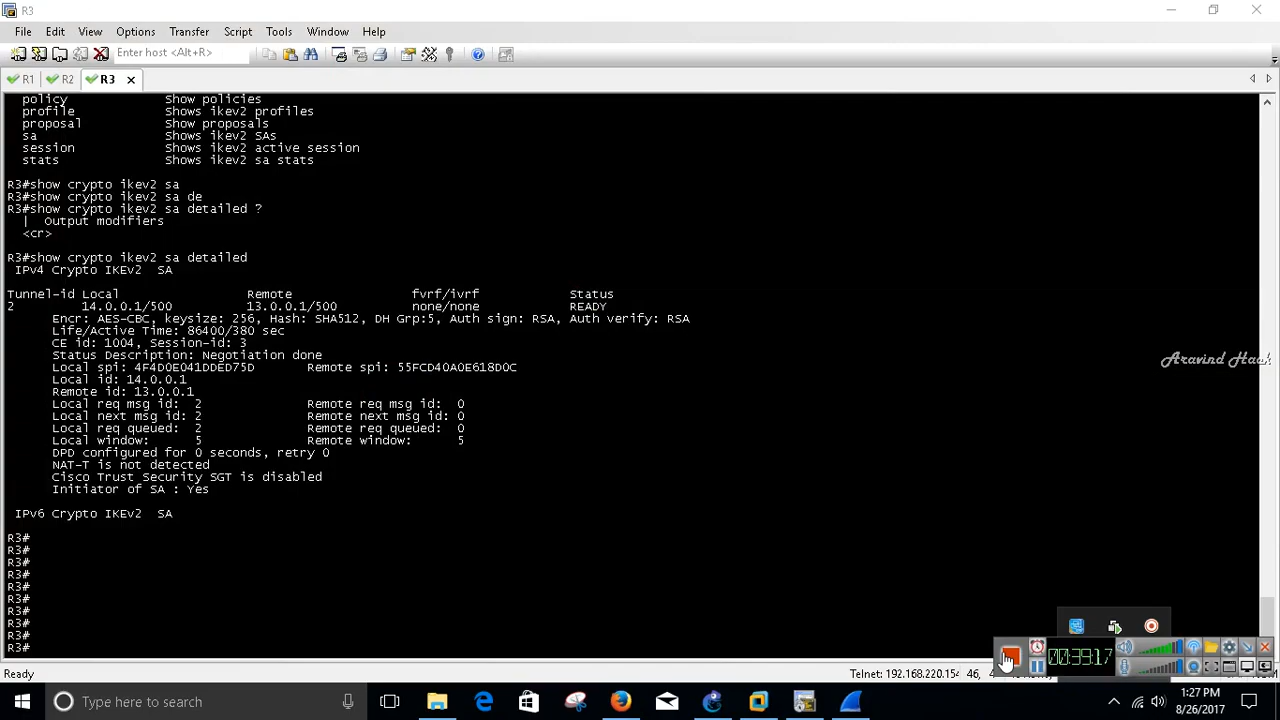 R3
File Edit View Options Transfer Script Tools Window Help
Enter host <Alt+R>
R1 R2 R3
policy Show policies
profile Shows ikev2 profiles
proposal Show proposals
sa Shows ikev2 SAs
session Shows ikev2 active session
stats Shows ikev2 sa stats
R3#show crypto ikev2 sa
R3#show crypto ikev2 sa de
R3#show crypto ikev2 sa detailed ?
| Output modifiers
<cr>
R3#show crypto ikev2 sa detailed
IPv4 Crypto IKEv2 SA
Tunnel-id Local Remote fvrf/ivrf Status
2 14.0.0.1/500 13.0.0.1/500 none/none READY
Encr: AES-CBC, keysize: 256, Hash: SHA512, DH Grp:5, Auth sign: RSA, Auth verify: RSA
Life/Active Time: 86400/380 sec
CE id: 1004, Session-id: 3
Status Description: Negotiation done
Local spi: 4F4D0E041DDED75D Remote spi: 55FCD40A0E618D0C
Local id: 14.0.0.1
Remote id: 13.0.0.1
Local req msg id: 2 Remote req msg id: 0
Local next msg id: 2 Remote next msg id: 0
Local req queued: 2 Remote req queued: 0
Local window: 5 Remote window: 5
DPD configured for 0 seconds, retry 0
NAT-T is not detected
Cisco Trust Security SGT is disabled
Initiator of SA : Yes
IPv6 Crypto IKEv2 SA
R3#
R3#
R3#
R3#
R3#
R3#
R3#
R3#
R3#
R3#
Aravind Haak
00:39:17
Ready Telnet: 192.168.220.154 46,
Type here to search
1:27 PM
8/26/2017